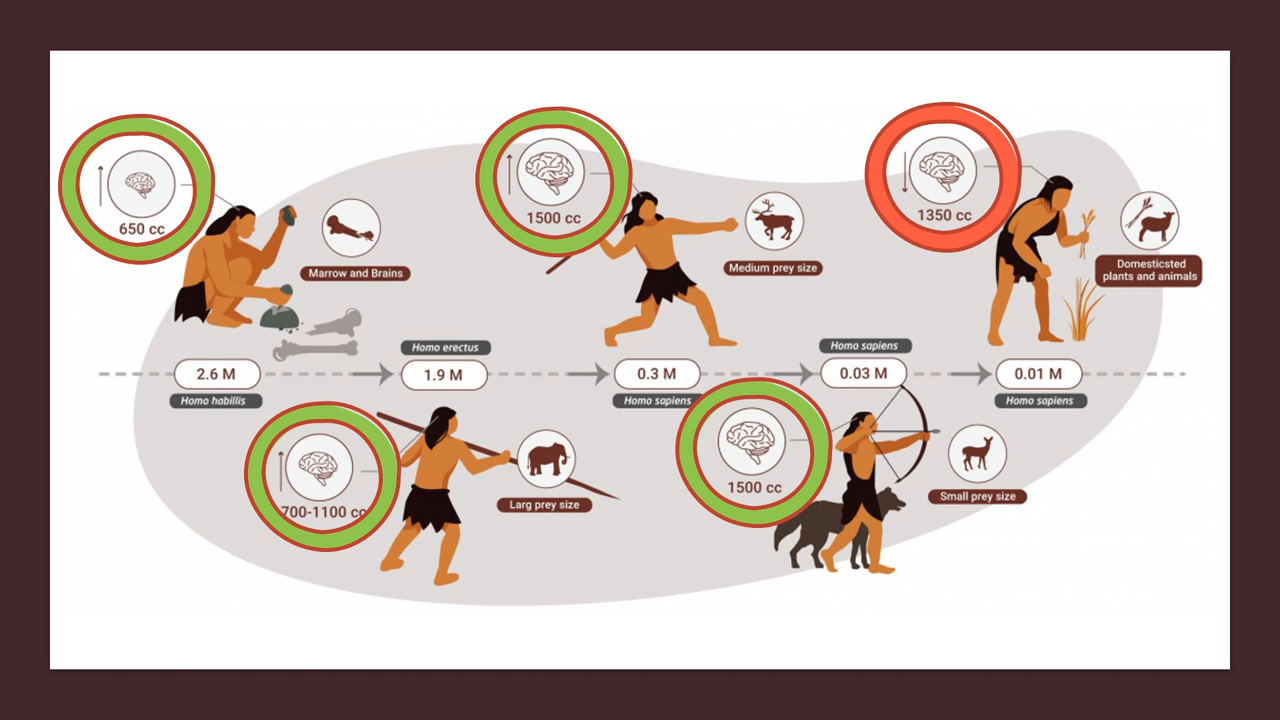 650 cc
Marrow and Brains
1500 cc
Medium prey size
1350 cc
Domesticsted
plants and animals
2.6 M
Homo habillis
Homo erectus
1.9 M
0.3 M
Homo sapiens
Homo sapiens
0.03 M
0.01 M
Homo sapiens
700-1100 cc
Larg prey size
1500 cc
Small prey size